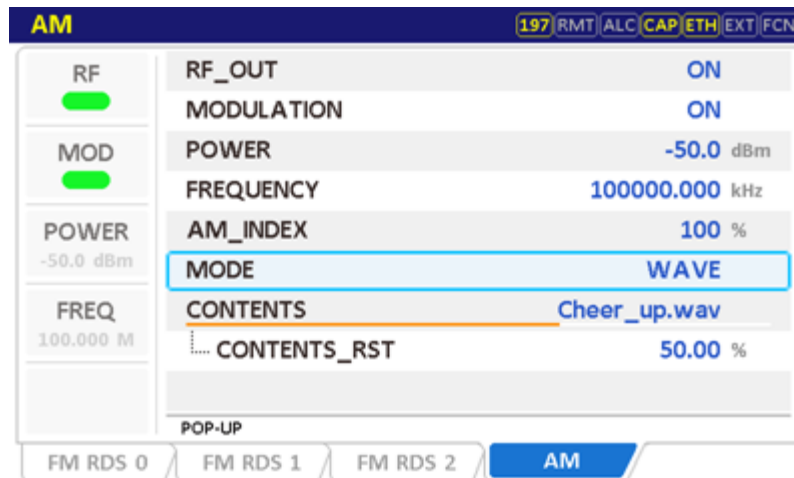 AM 197 RMT ALC CAP ETH EXT FCN
RF
MOD
POWER
-50.0 dBm
FREQ
100.000 M
RF_OUT ON
MODULATION ON
POWER -50.0 dBm
FREQUENCY 100000.000 kHz
AM_INDEX 100 %
MODE WAVE
CONTENTS Cheer_up.wav
CONTENTS_RST 50.00 %
POP-UP
FM RDS 0 FM RDS 1 FM RDS 2 AM